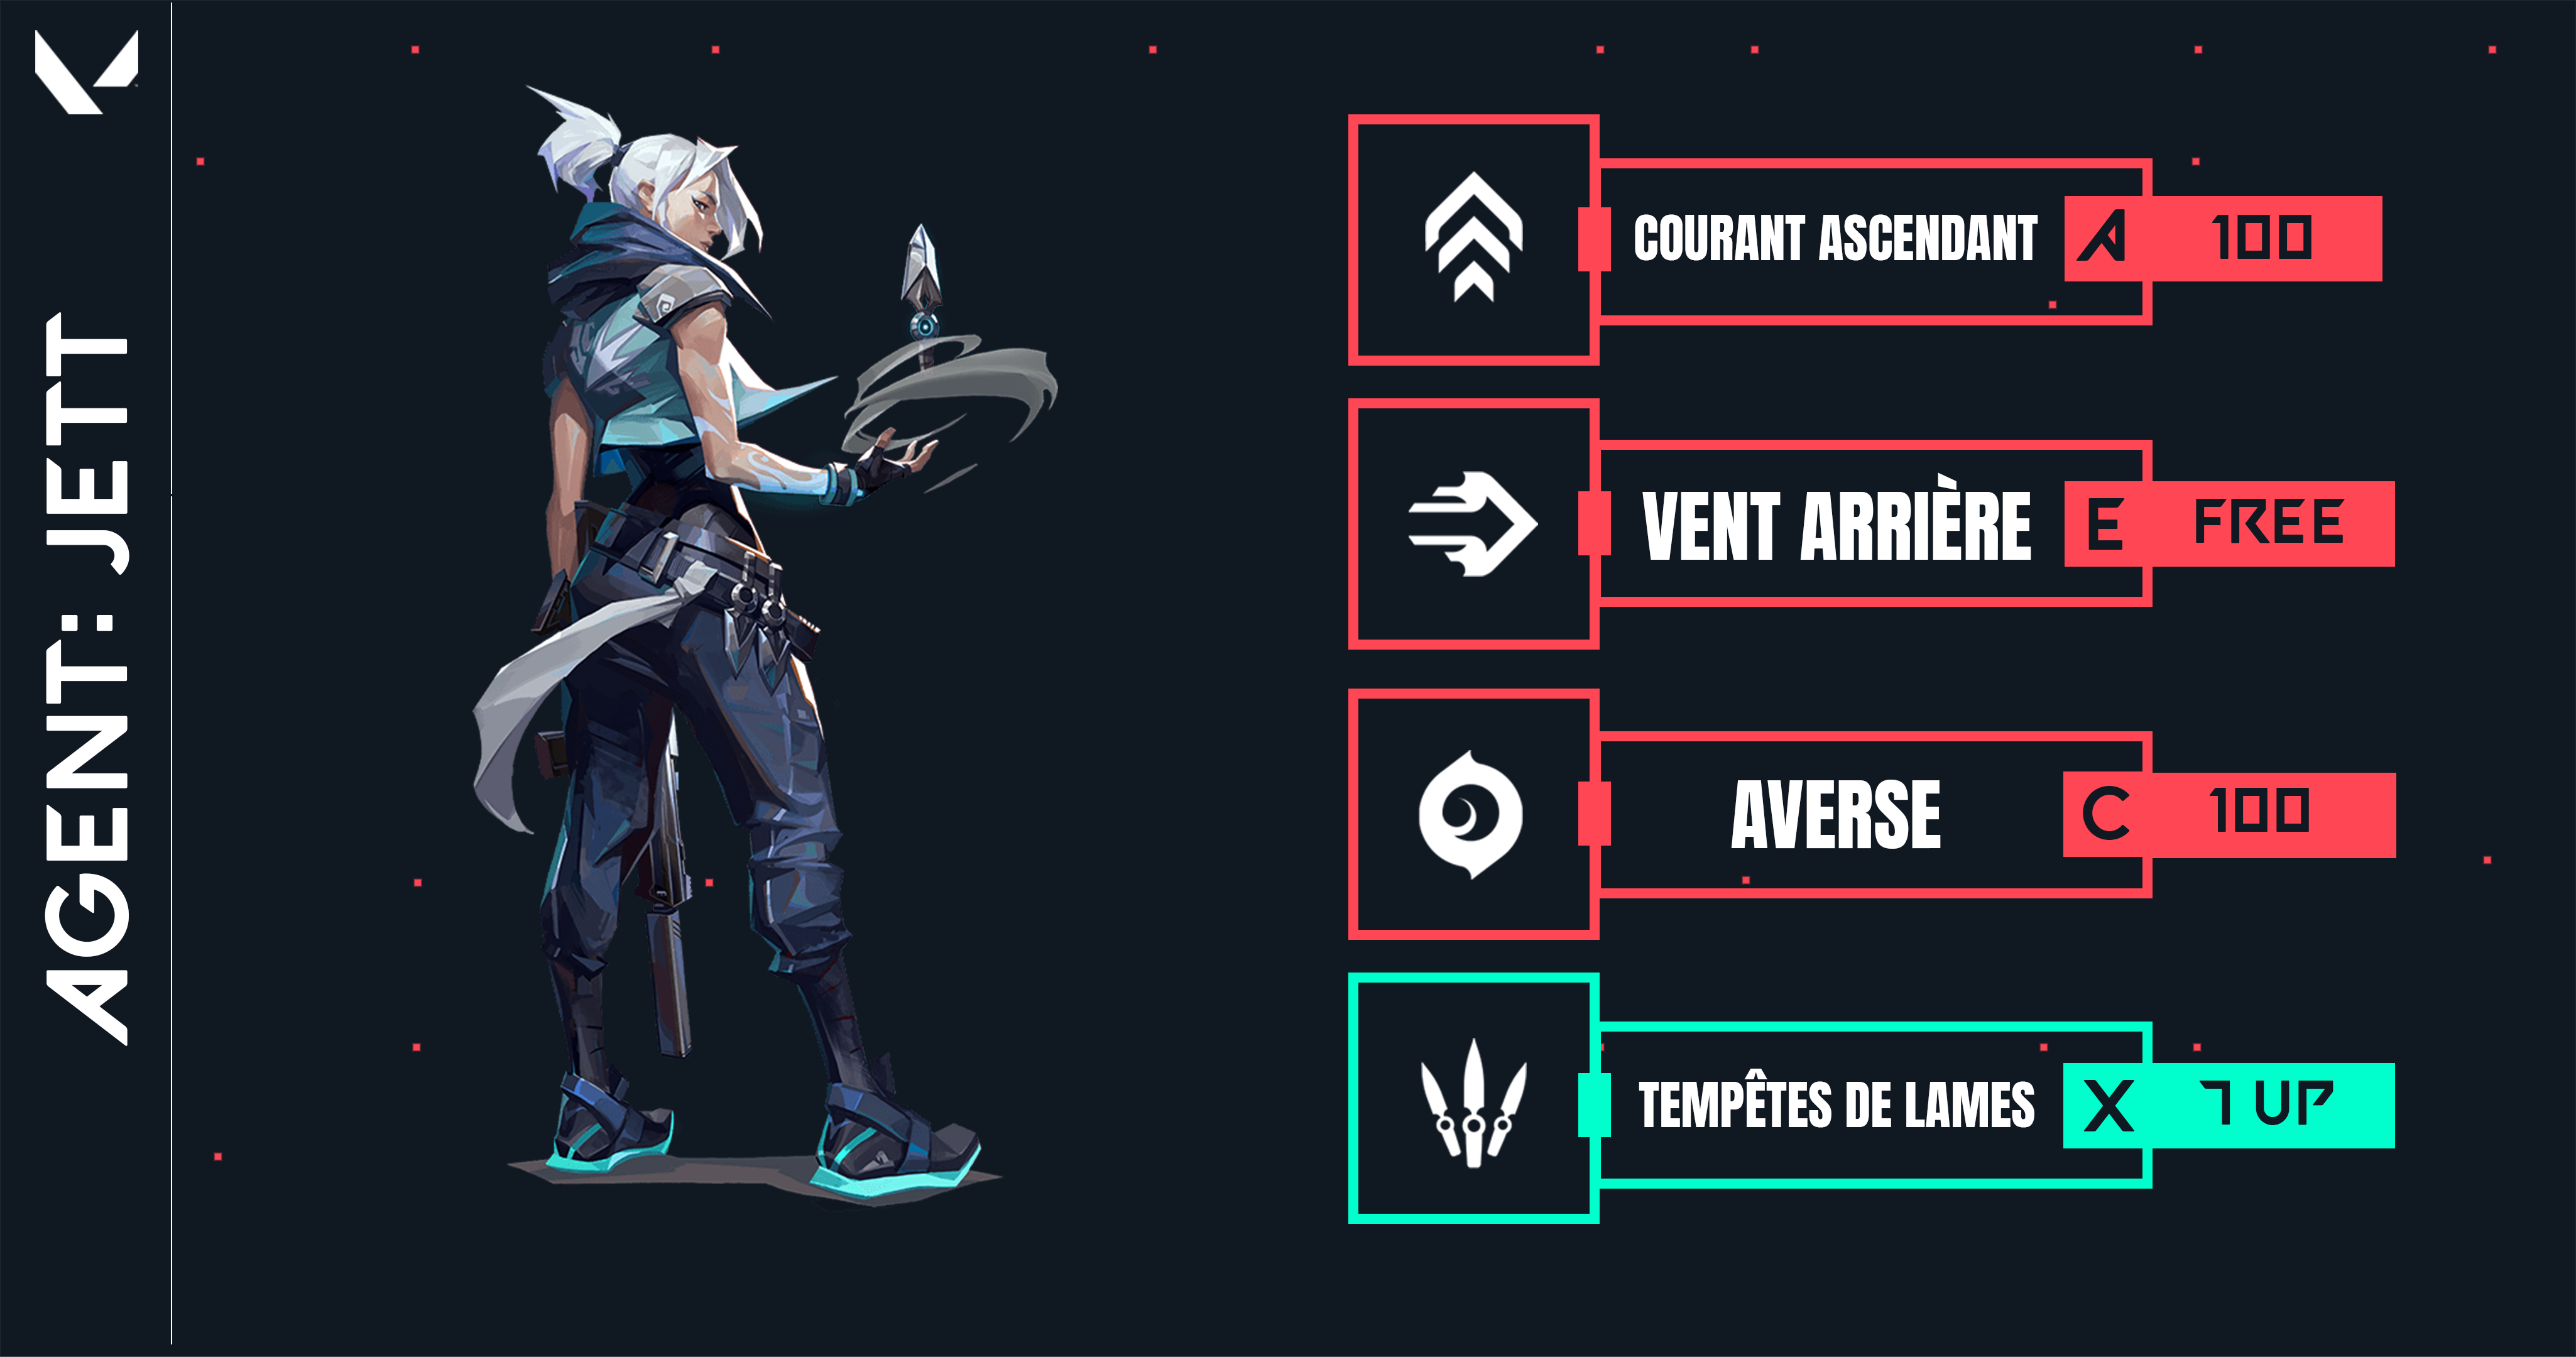 AGENT: JETT
COURANT ASCENDANT A 100
VENT ARRIÈRE E FREE
AVERSE C 100
TEMPÊTES DE LAMES X 7 UP